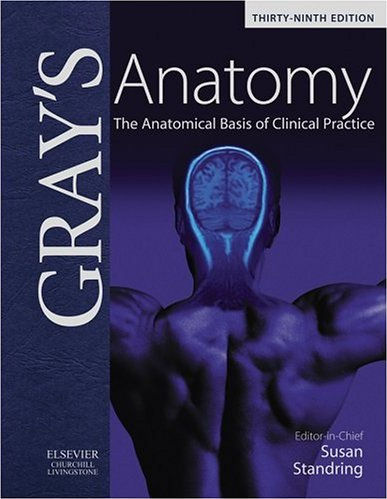 THIRTY-NINTH EDITION
GRAY'S
Anatomy
The Anatomical Basis of Clinical Practice
Editor-in-Chief
Susan
Standring
ELSEVIER
CHURCHILL
LIVINGSTONE